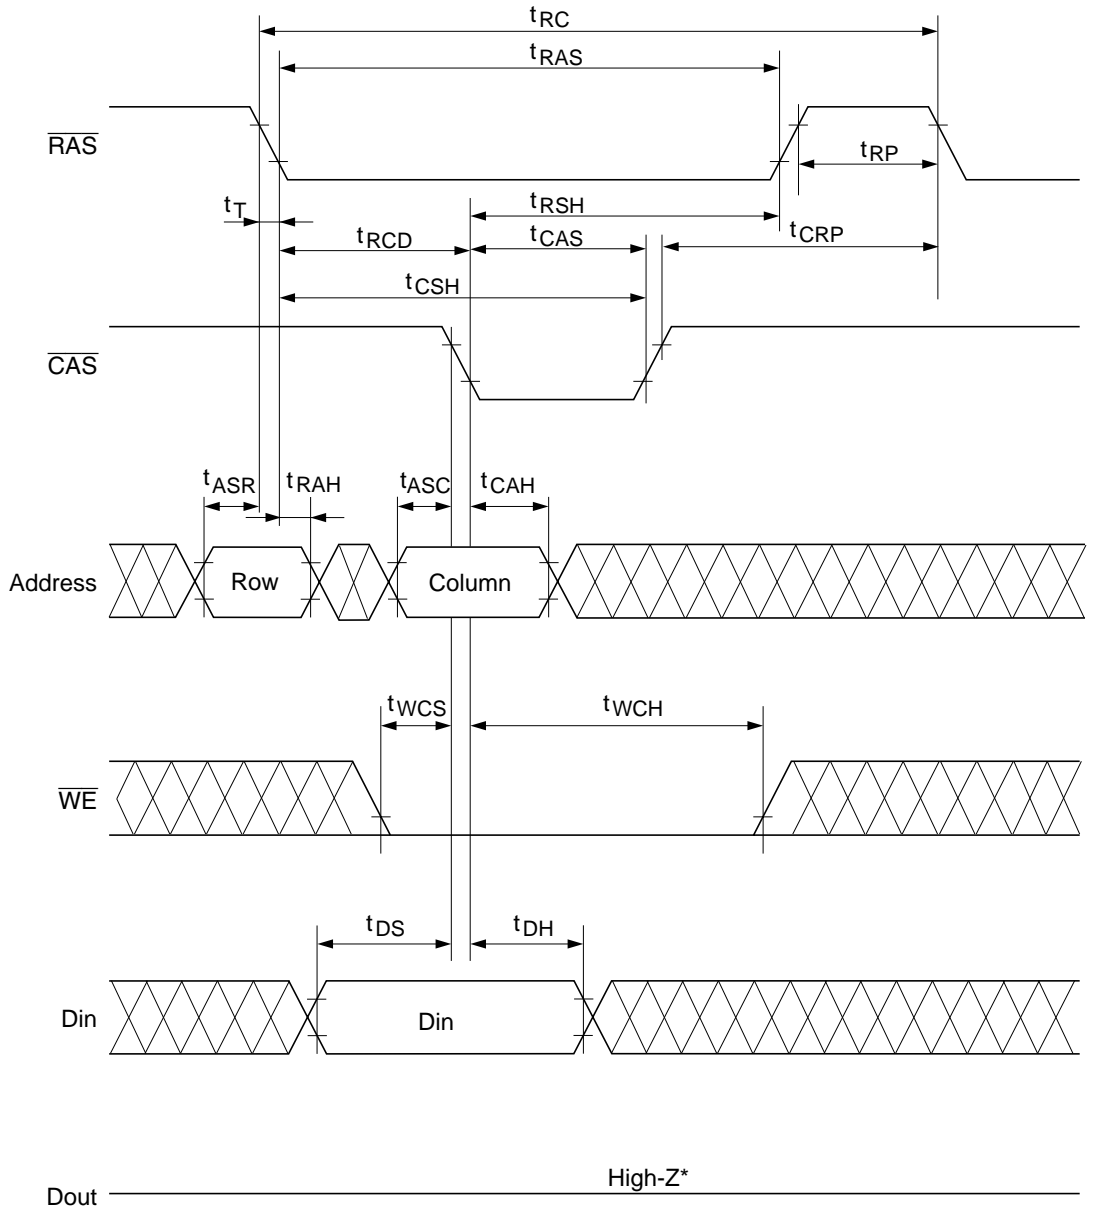 tRC
tRAS
RAS
tRP
tT
tRSH
tRCD
tCAS
tCRP
tCSH
CAS
tASR
tRAH
tASC
tCAH
Address
Row
Column
tWCS
tWCH
WE
tDS
tDH
Din
Din
High-Z*
Dout